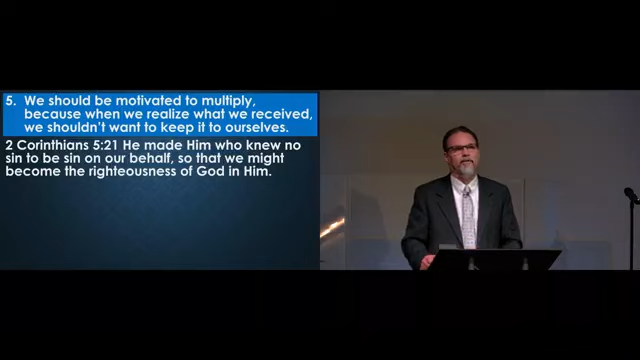 5. We should be motivated to multiply,
because when we realize what we received,
we shouldn't want to keep it to ourselves.
2 Corinthians 5:21 He made Him who knew no
sin to be sin on our behalf, so that we might
become the righteousness of God in Him.